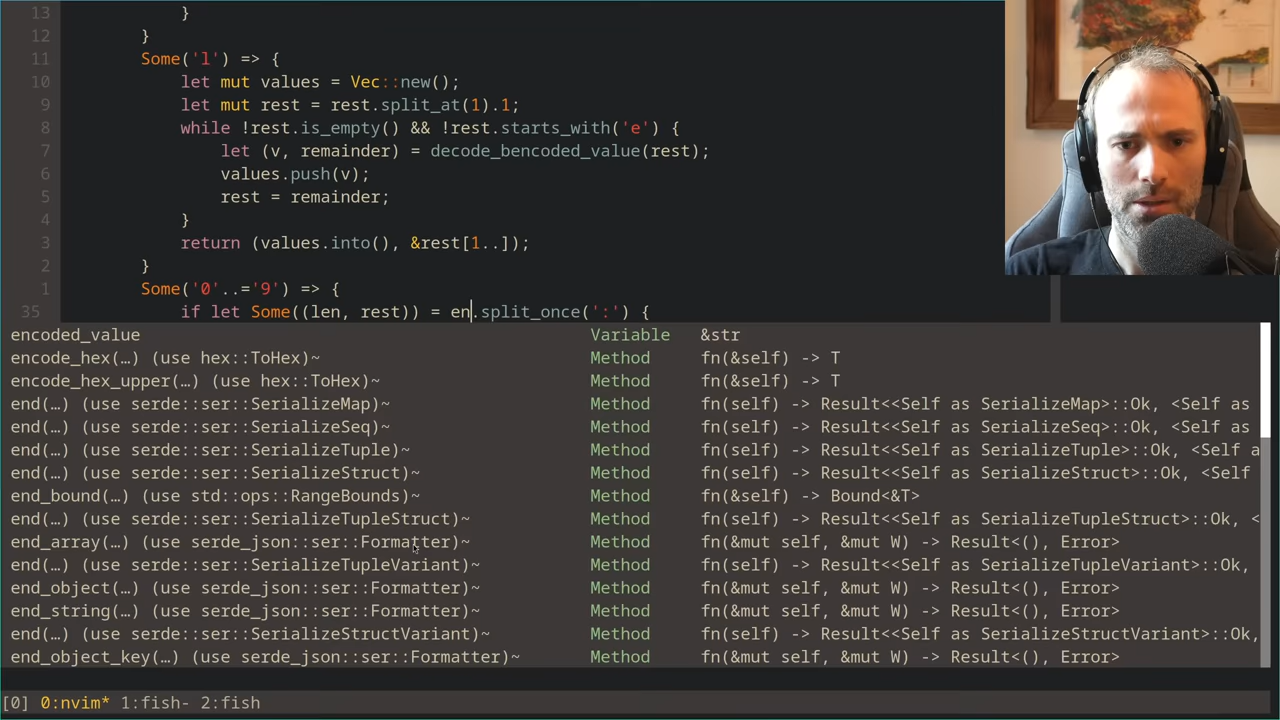 13             }
12         }
11         Some('l') => {
10             let mut values = Vec::new();
9             let mut rest = rest.split_at(1).1;
8             while !rest.is_empty() && !rest.starts_with('e') {
7                 let (v, remainder) = decode_bencoded_value(rest);
6                 values.push(v);
5                 rest = remainder;
4             }
3             return (values.into(), &rest[1..]);
2         }
1         Some('0'..='9') => {
35             if let Some((len, rest)) = en.split_once(':') {
encoded_value Variable &str
encode_hex(…) (use hex::ToHex)~ Method fn(&self) -> T
encode_hex_upper(…) (use hex::ToHex)~ Method fn(&self) -> T
end(…) (use serde::ser::SerializeMap)~ Method fn(self) -> Result<<Self as SerializeMap>::Ok, <Self as
end(…) (use serde::ser::SerializeSeq)~ Method fn(self) -> Result<<Self as SerializeSeq>::Ok, <Self as
end(…) (use serde::ser::SerializeTuple)~ Method fn(self) -> Result<<Self as SerializeTuple>::Ok, <Self a
end(…) (use serde::ser::SerializeStruct)~ Method fn(self) -> Result<<Self as SerializeStruct>::Ok, <Self
end_bound(…) (use std::ops::RangeBounds)~ Method fn(&self) -> Bound<&T>
end(…) (use serde::ser::SerializeTupleStruct)~ Method fn(self) -> Result<<Self as SerializeTupleStruct>::Ok, <
end_array(…) (use serde_json::ser::Formatter)~ Method fn(&mut self, &mut W) -> Result<(), Error>
end(…) (use serde::ser::SerializeTupleVariant)~ Method fn(self) -> Result<<Self as SerializeTupleVariant>::Ok,
end_object(…) (use serde_json::ser::Formatter)~ Method fn(&mut self, &mut W) -> Result<(), Error>
end_string(…) (use serde_json::ser::Formatter)~ Method fn(&mut self, &mut W) -> Result<(), Error>
end(…) (use serde::ser::SerializeStructVariant)~ Method fn(self) -> Result<<Self as SerializeStructVariant>::Ok,
end_object_key(…) (use serde_json::ser::Formatter)~ Method fn(&mut self, &mut W) -> Result<(), Error>
[0] 0:nvim* 1:fish- 2:fish